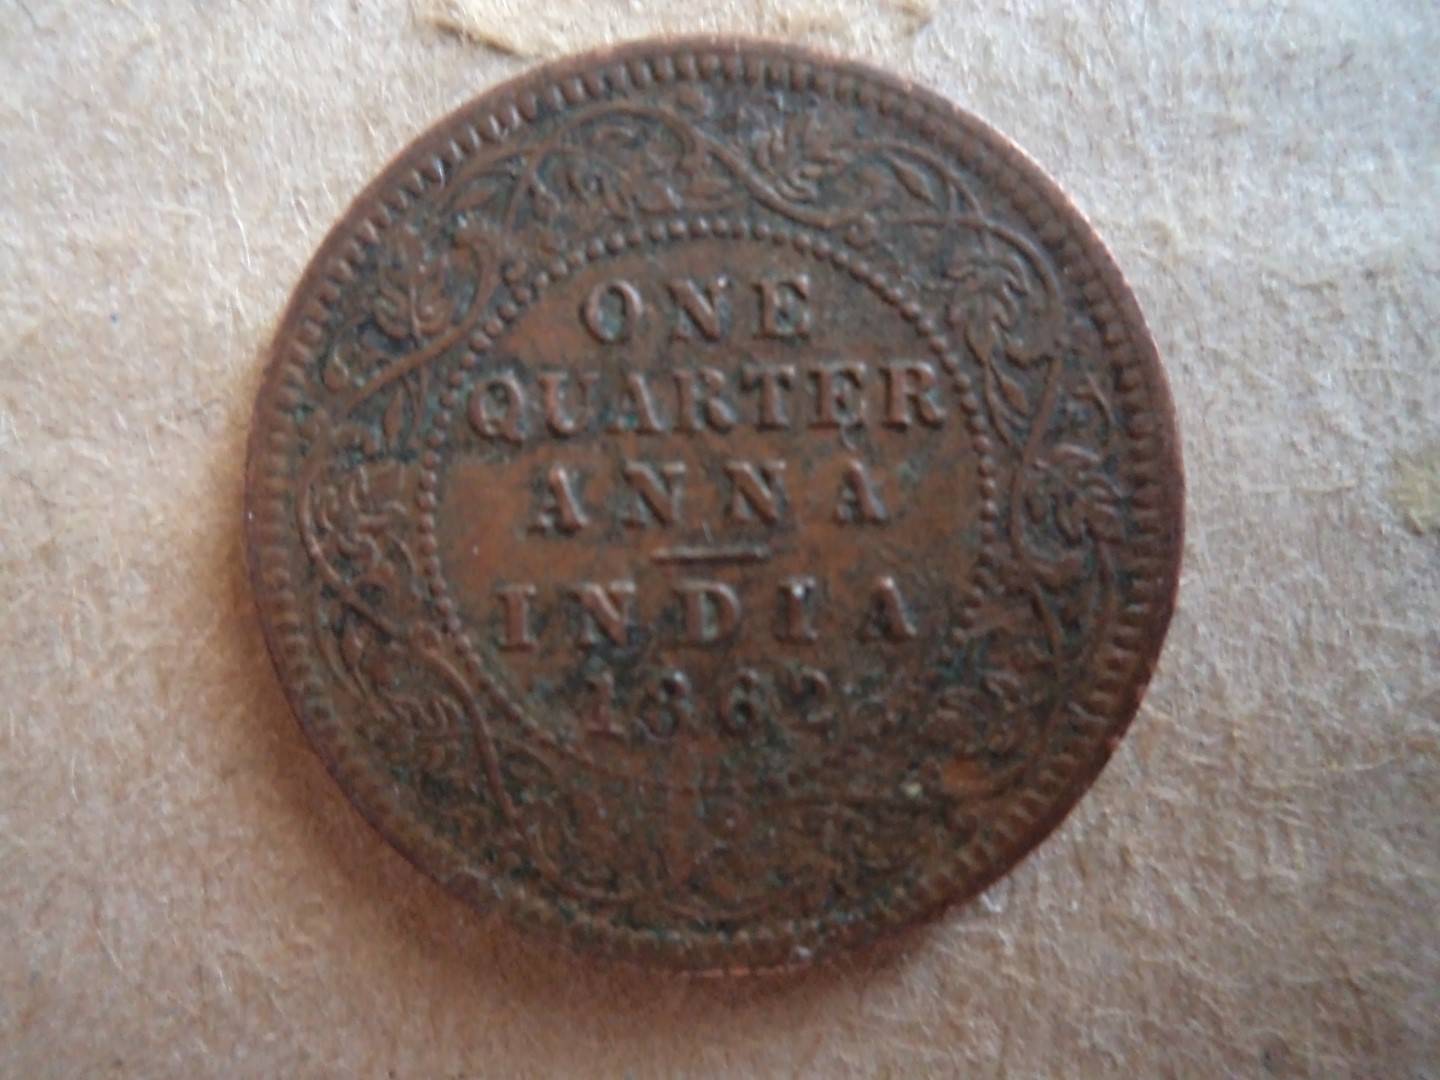 ONE
QUARTER
ANNA
INDIA
1862